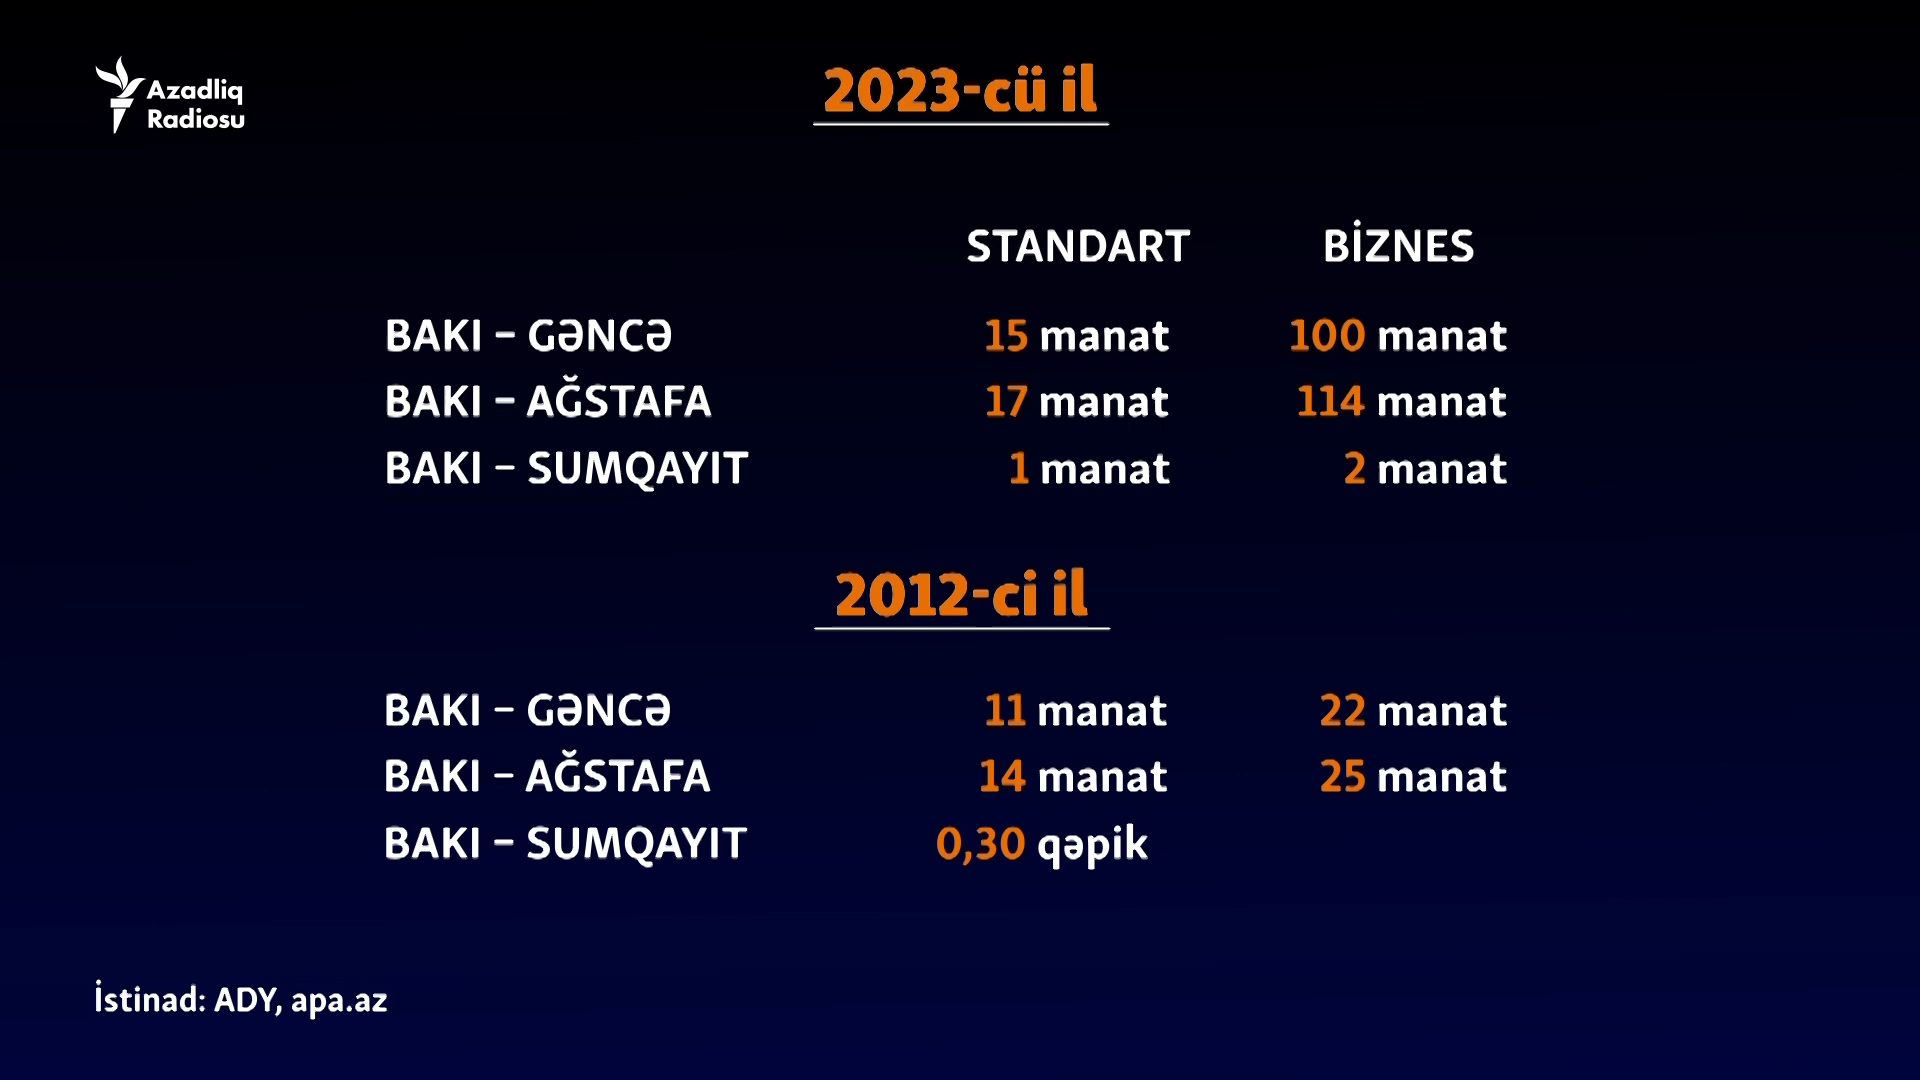 Azadliq
Radiosu
2023-cü il
STANDART BİZNES
BAKI – GƏNCƏ 15 manat 100 manat
BAKI – AĞSTAFA 17 manat 114 manat
BAKI – SUMQAYIT 1 manat 2 manat
2012-ci il
BAKI – GƏNCƏ 11 manat 22 manat
BAKI – AĞSTAFA 14 manat 25 manat
BAKI – SUMQAYIT 0,30 qəpik
İstinad: ADY, apa.az